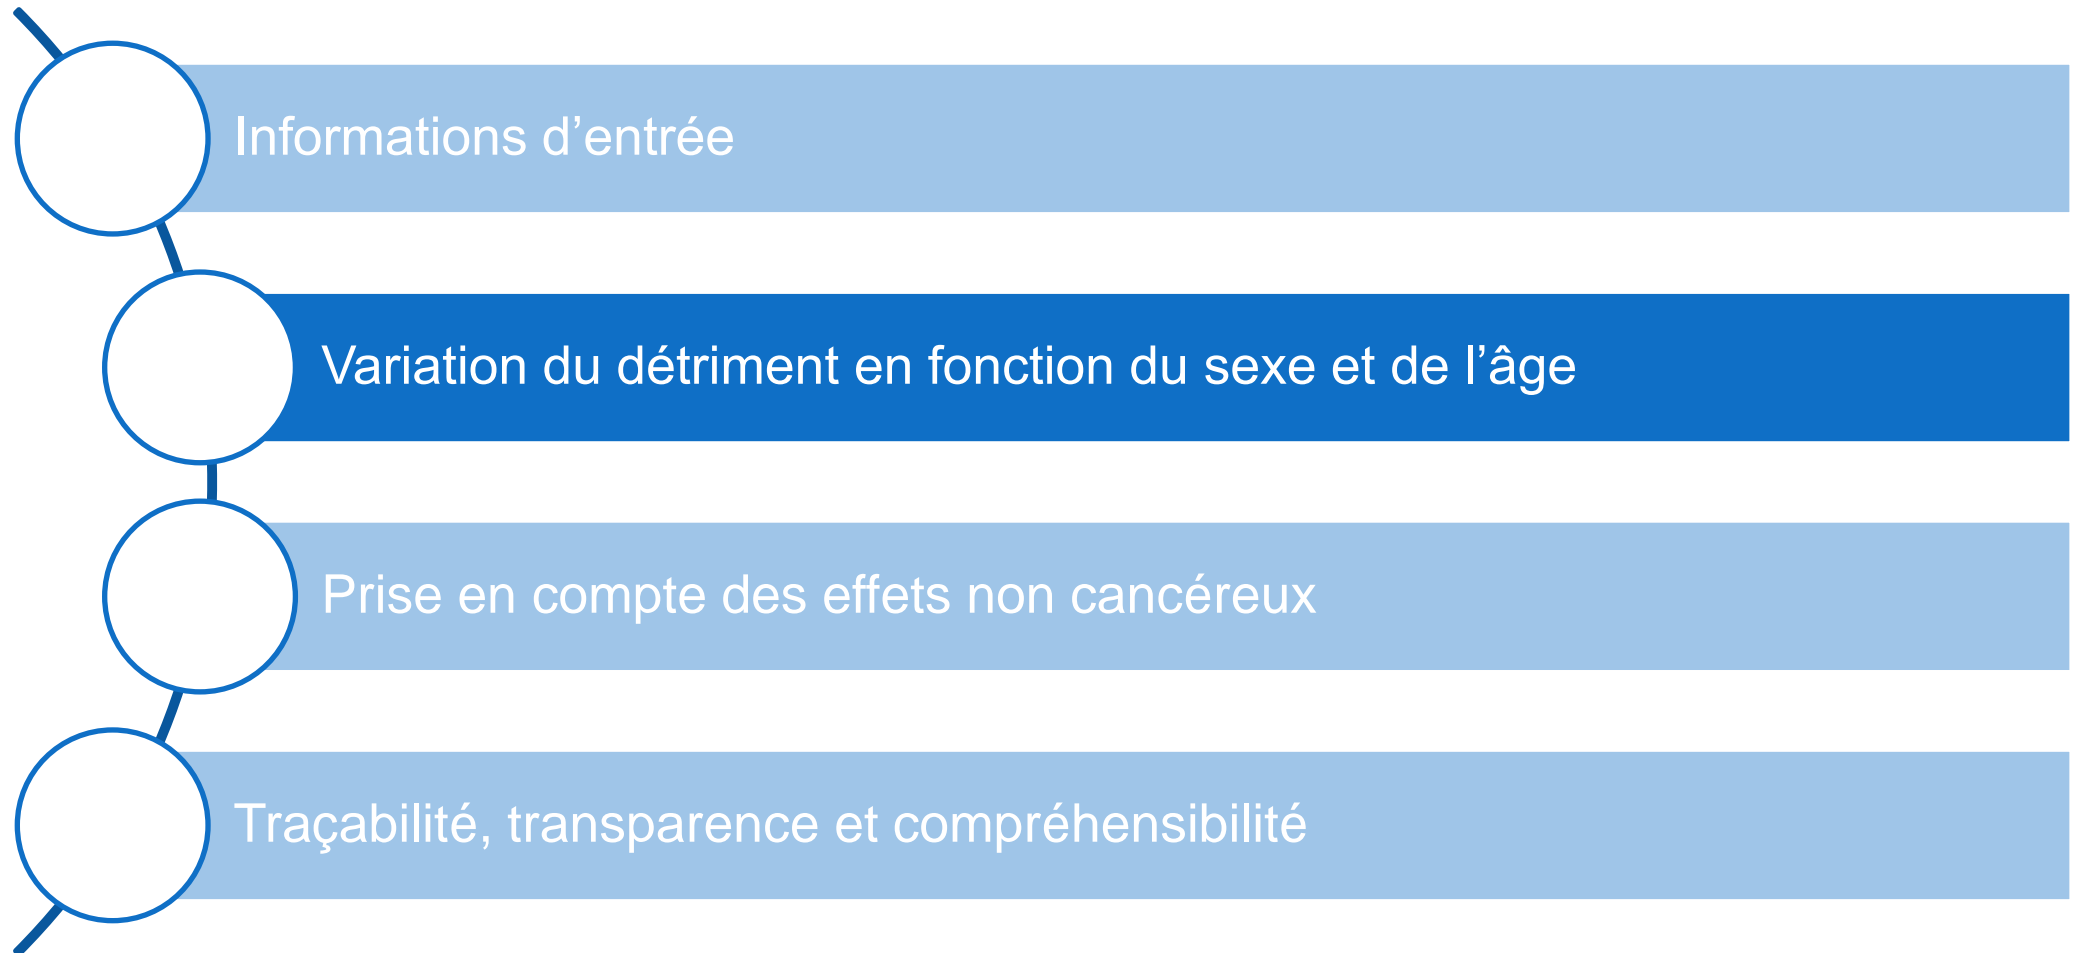 Informations d’entrée
Variation du détriment en fonction du sexe et de l’âge
Prise en compte des effets non cancéreux
Traçabilité, transparence et compréhensibilité